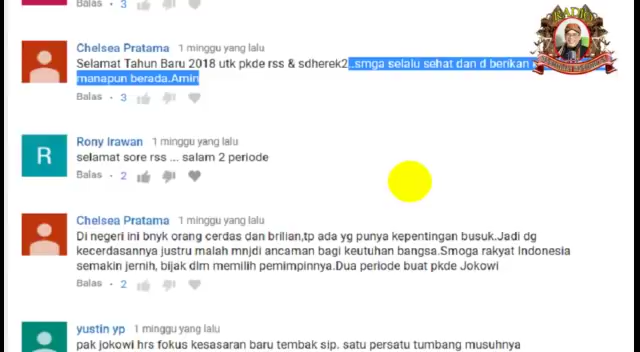 Balas · 3
Chelsea Pratama 1 minggu yang lalu
Selamat Tahun Baru 2018 utk pkde rss & sdherek2..smga selalu sehat dan d berikan
manapun berada.Amin
Balas · 3
R
Rony Irawan 1 minggu yang lalu
selamat sore rss ... salam 2 periode
Balas · 2
Chelsea Pratama 1 minggu yang lalu
Di negeri ini bnyk orang cerdas dan brilian,tp ada yg punya kepentingan busuk.Jadi dg
kecerdasannya justru malah mnjdi ancaman bagi keutuhan bangsa.Smoga rakyat Indonesia
semakin jernih, bijak dlm memilih pemimpinnya.Dua periode buat pkde Jokowi
Balas · 2
yustin yp 1 minggu yang lalu
pak jokowi hrs fokus kesasaran baru tembak sip. satu persatu tumbang musuhnya
RADIO